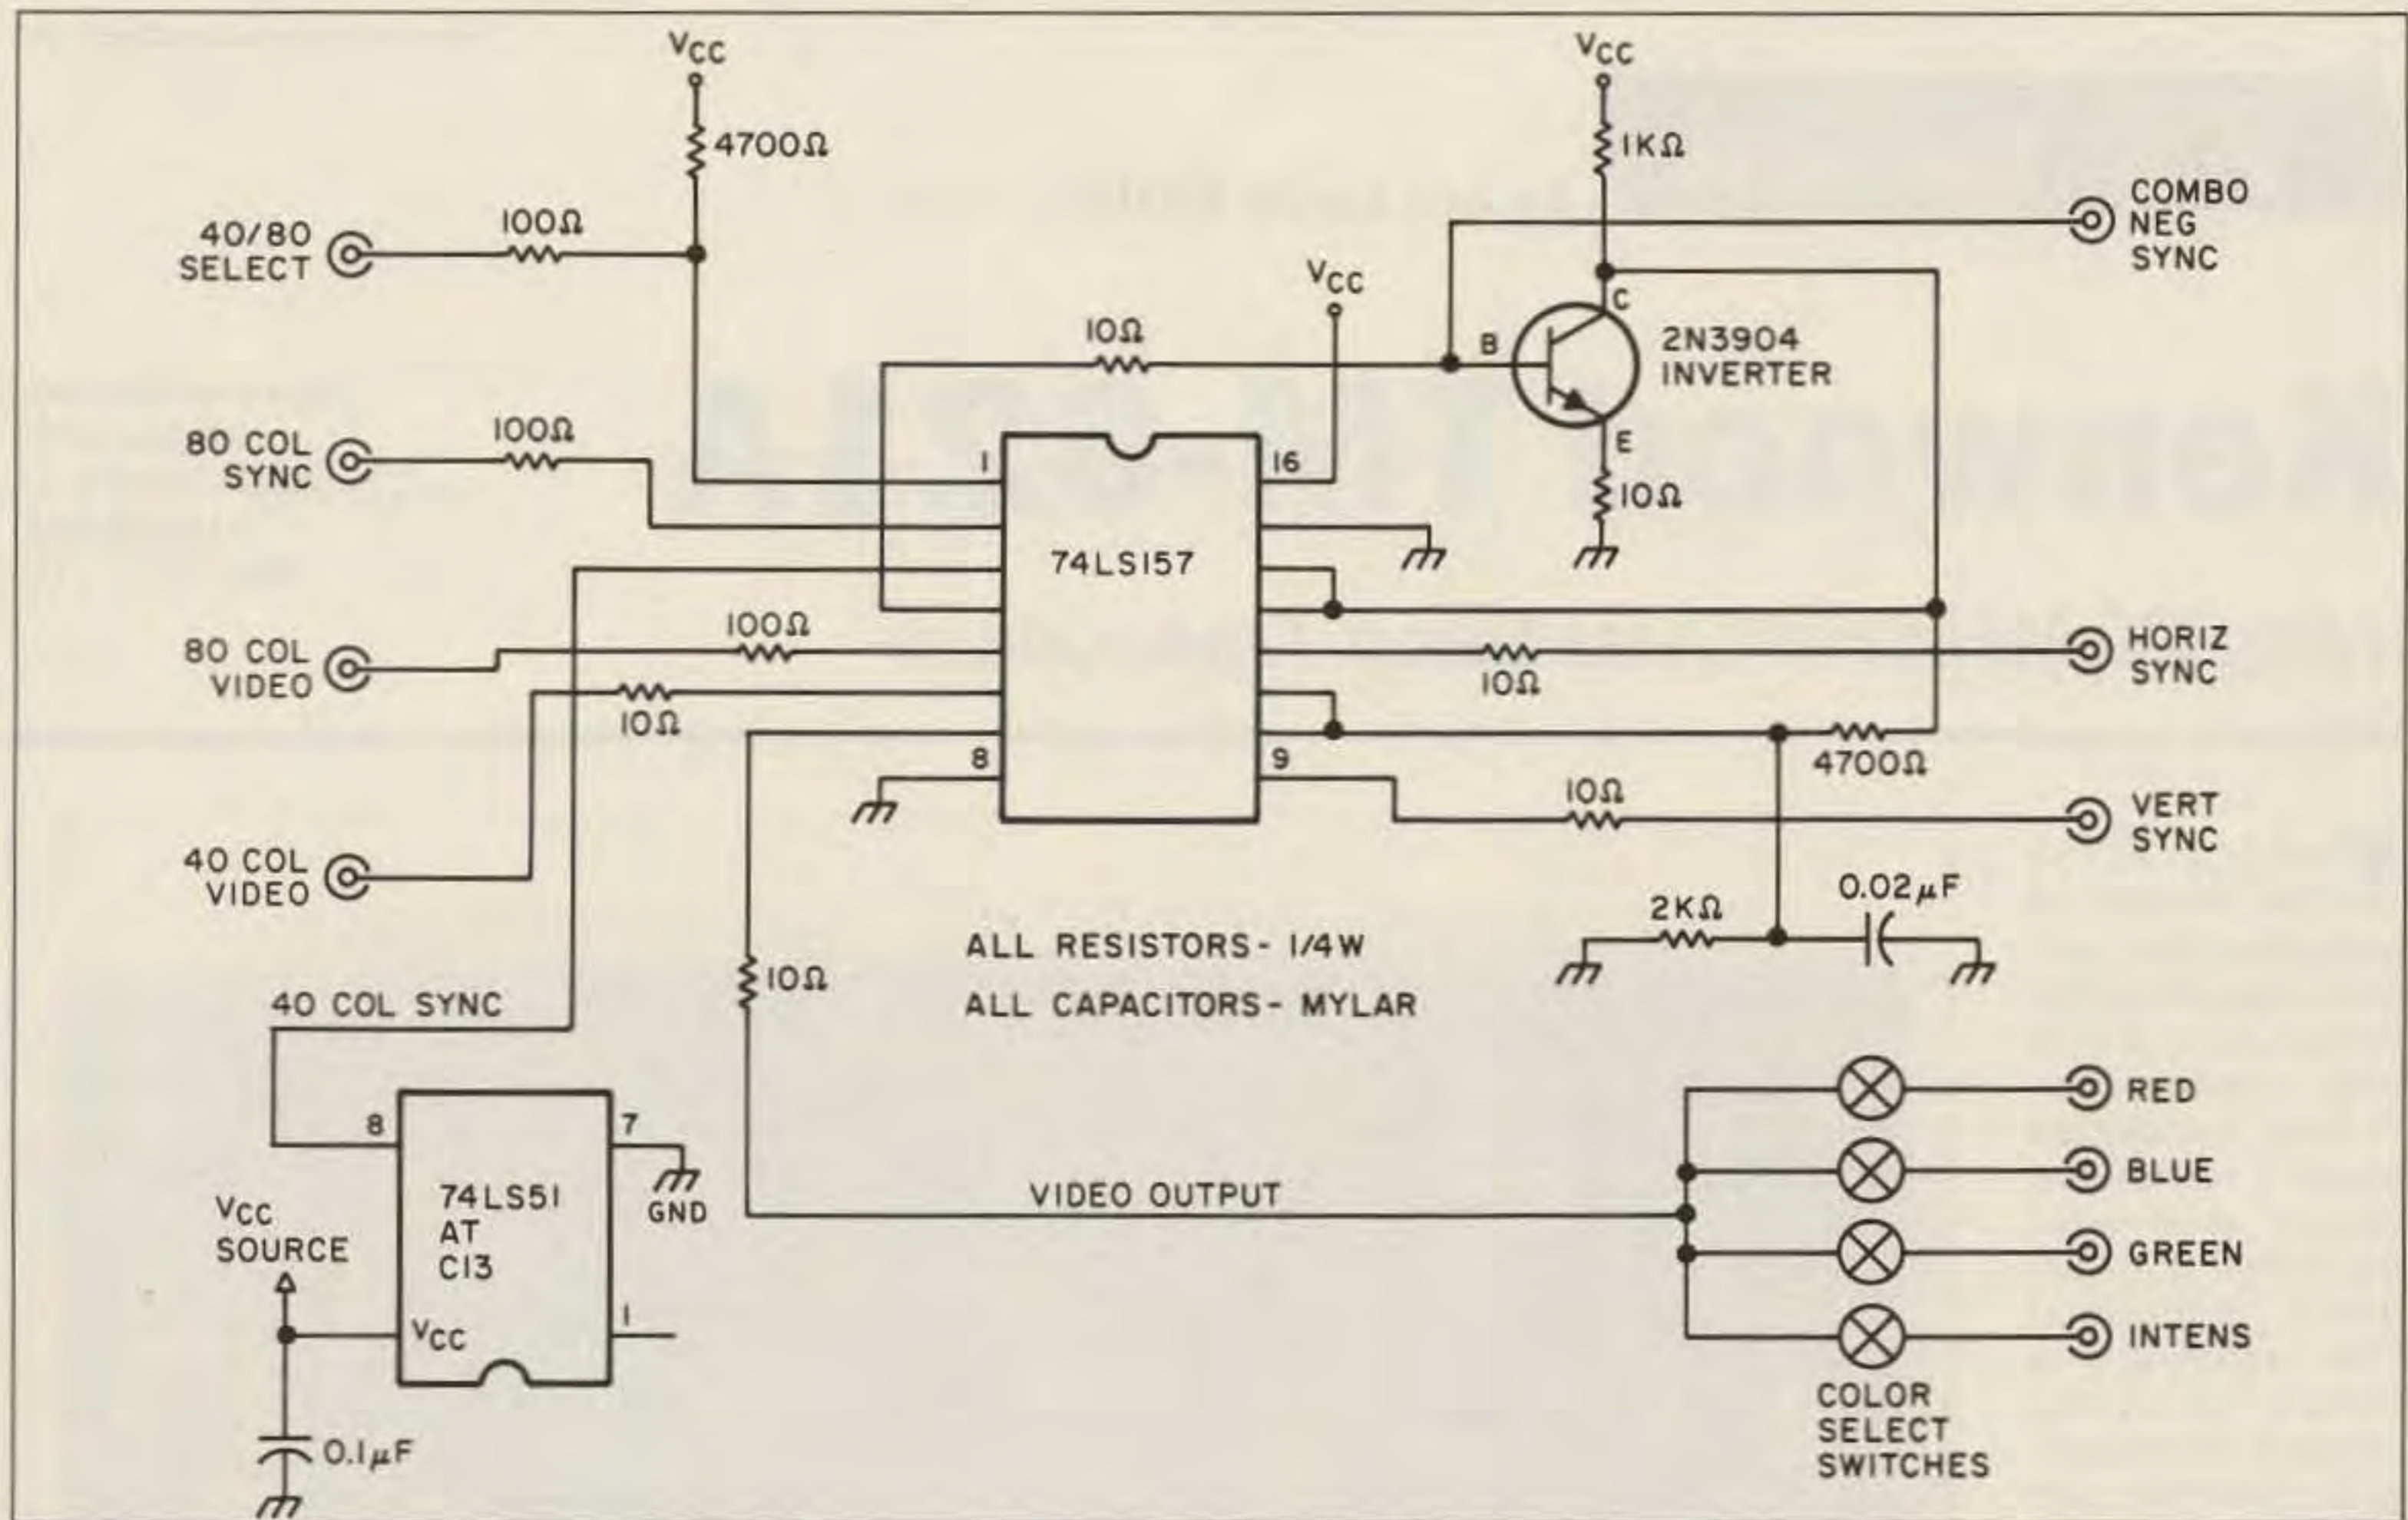 VCC
4700Ω
VCC
1KΩ
COMBO
NEG
SYNC
40/80
SELECT
100Ω
VCC
C
10Ω
B
2N3904
INVERTER
E
80 COL
SYNC
100Ω
1
16
10Ω
74LS157
80 COL
VIDEO
100Ω
HORIZ
SYNC
10Ω
10Ω
8
9
4700Ω
10Ω
VERT
SYNC
40 COL
VIDEO
2KΩ
0.02μF
ALL RESISTORS - 1/4W
ALL CAPACITORS - MYLAR
10Ω
40 COL SYNC
8
7
GND
74LS51
AT
C13
VCC
SOURCE
VCC
1
0.1μF
VIDEO OUTPUT
RED
BLUE
GREEN
INTENS
COLOR
SELECT
SWITCHES